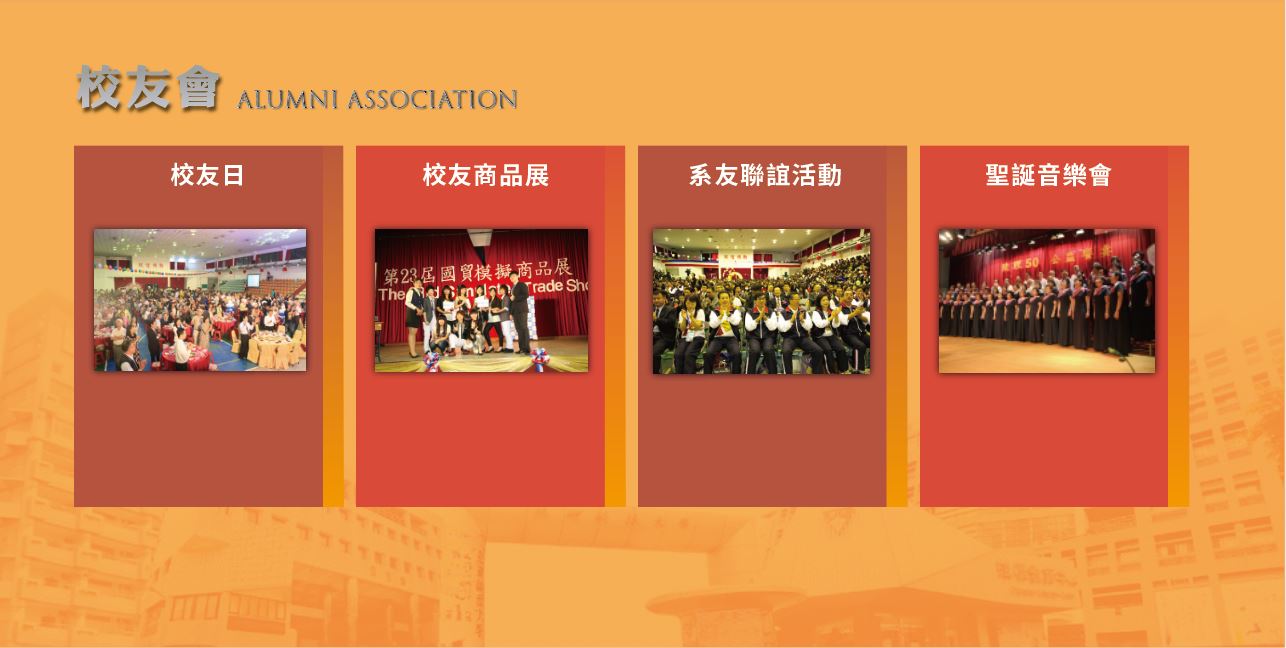 校友會 ALUMNI ASSOCIATION
校友日
校友商品展
系友聯誼活動
聖誕音樂會
第23屆國貿模擬商品展
The
Trade Sho